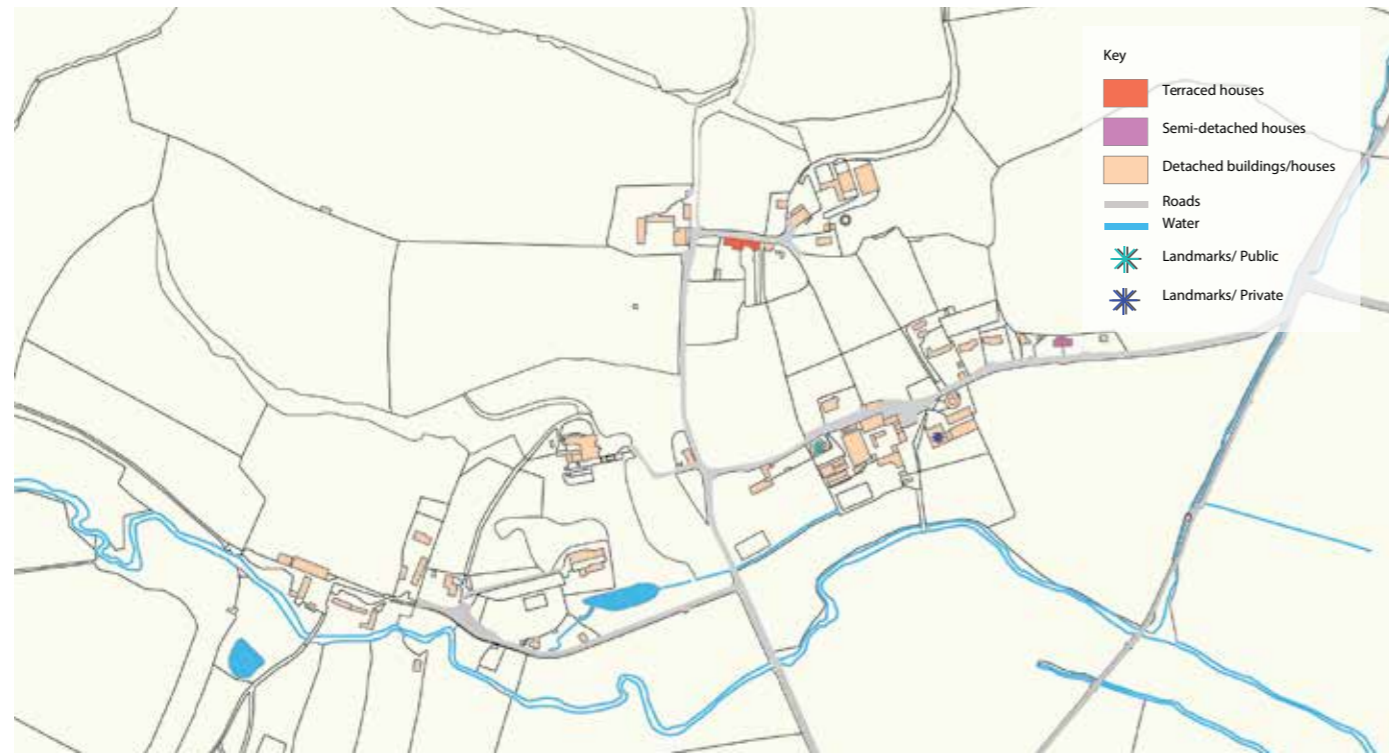 Key
Terraced houses
Semi-detached houses
Detached buildings/houses
Roads
Water
Landmarks/ Public
Landmarks/ Private